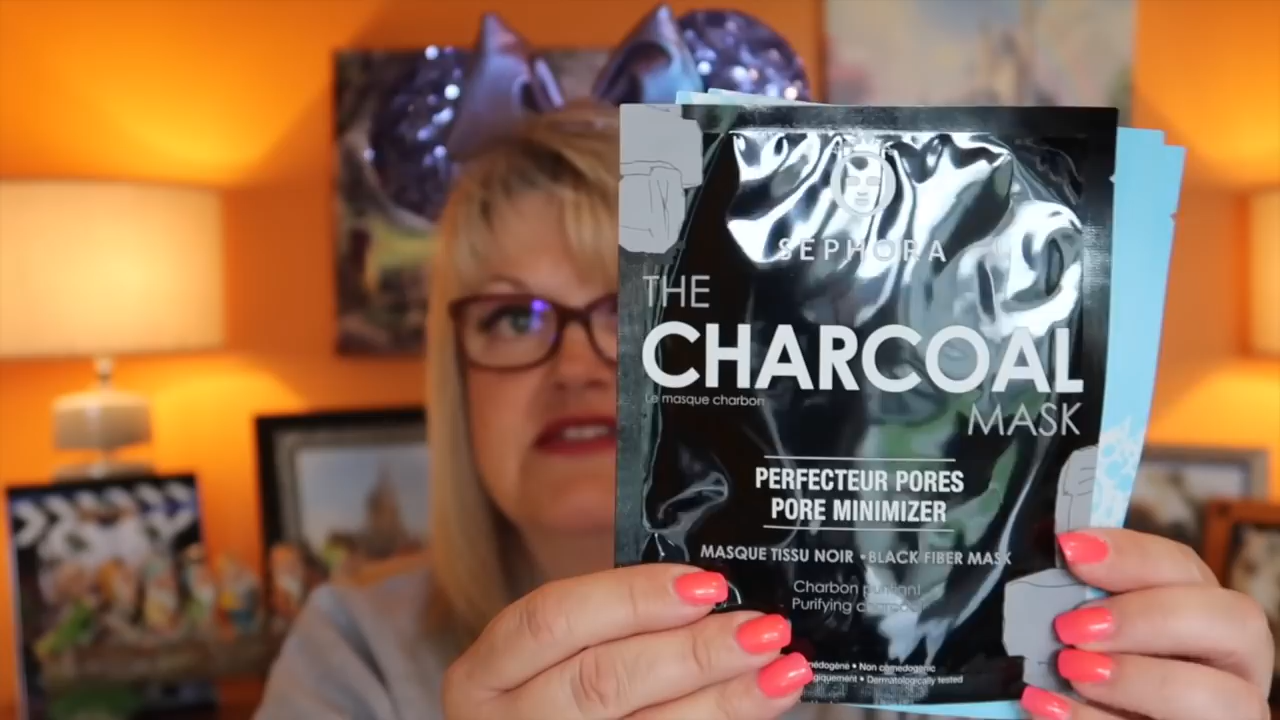 SEPHORA
THE
CHARCOAL
Le masque charbon
MASK
PERFECTEUR PORES
PORE MINIMIZER
MASQUE TISSU NOIR • BLACK FIBER MASK
Charbon purifiant
Purifying charcoal
• Non comedogenic
• Dermatologically tested